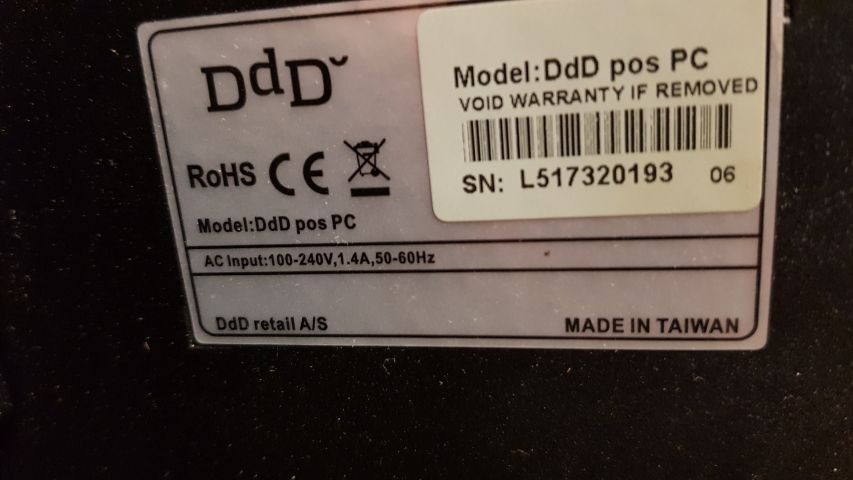 DdD
RoHS CE
Model:DdD pos PC
AC Input:100-240V,1.4A,50-60Hz
DdD retail A/S
MADE IN TAIWAN
Model:DdD pos PC
VOID WARRANTY IF REMOVED
SN: L517320193 06